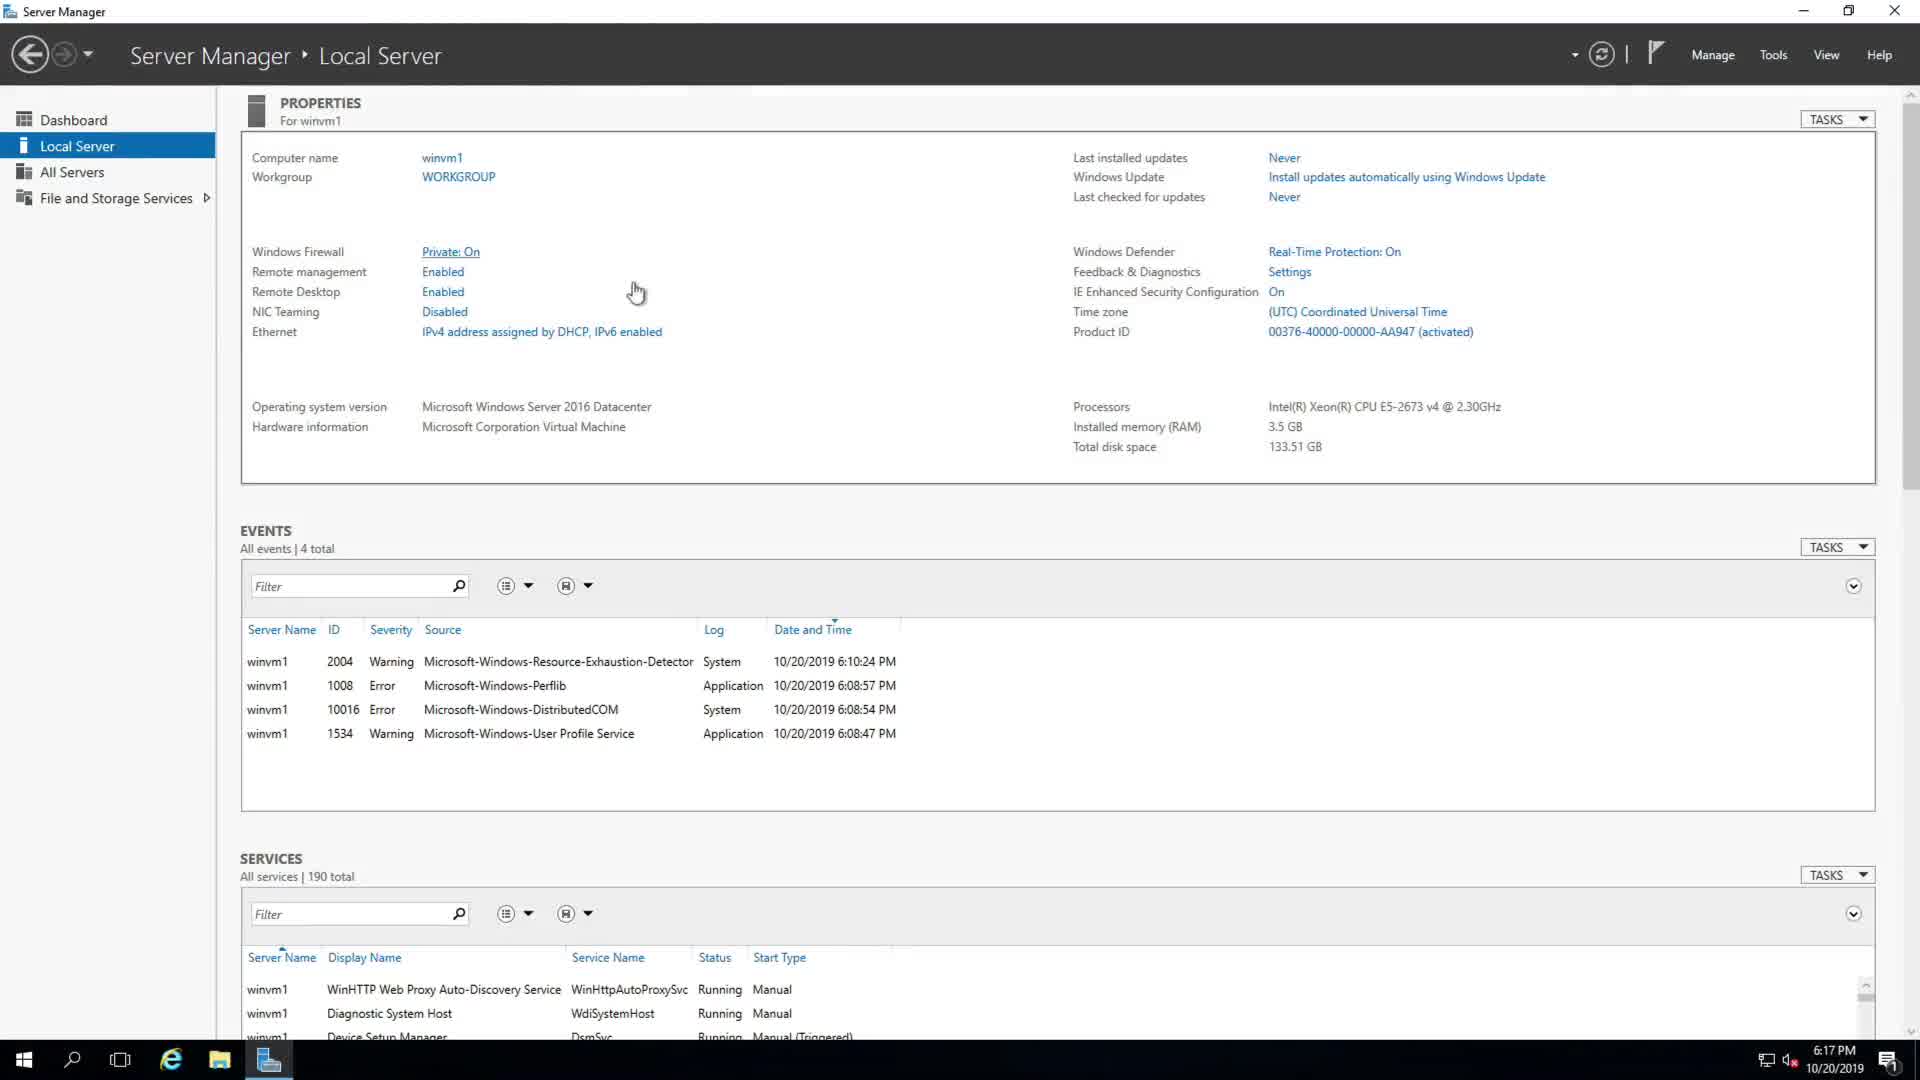 Server Manager
Server Manager ‣ Local Server
Manage Tools View Help
Dashboard
Local Server
All Servers
File and Storage Services
PROPERTIES
For winvm1
TASKS
Computer name winvm1
Workgroup WORKGROUP
Last installed updates Never
Windows Update Install updates automatically using Windows Update
Last checked for updates Never
Windows Firewall Private: On
Remote management Enabled
Remote Desktop Enabled
NIC Teaming Disabled
Ethernet IPv4 address assigned by DHCP, IPv6 enabled
Windows Defender Real-Time Protection: On
Feedback & Diagnostics Settings
IE Enhanced Security Configuration On
Time zone (UTC) Coordinated Universal Time
Product ID 00376-40000-00000-AA947 (activated)
Operating system version Microsoft Windows Server 2016 Datacenter
Hardware information Microsoft Corporation Virtual Machine
Processors Intel(R) Xeon(R) CPU E5-2673 v4 @ 2.30GHz
Installed memory (RAM) 3.5 GB
Total disk space 133.51 GB
EVENTS
All events | 4 total
TASKS
Filter
Server Name ID Severity Source Log Date and Time
winvm1 2004 Warning Microsoft-Windows-Resource-Exhaustion-Detector System 10/20/2019 6:10:24 PM
winvm1 1008 Error Microsoft-Windows-Perflib Application 10/20/2019 6:08:57 PM
winvm1 10016 Error Microsoft-Windows-DistributedCOM System 10/20/2019 6:08:54 PM
winvm1 1534 Warning Microsoft-Windows-User Profile Service Application 10/20/2019 6:08:47 PM
SERVICES
All services | 190 total
TASKS
Filter
Server Name Display Name Service Name Status Start Type
winvm1 WinHTTP Web Proxy Auto-Discovery Service WinHttpAutoProxySvc Running Manual
winvm1 Diagnostic System Host WdiSystemHost Running Manual
winvm1 Device Setup Manager DsmSvc Running Manual (Triggered)
6:17 PM
10/20/2019
1